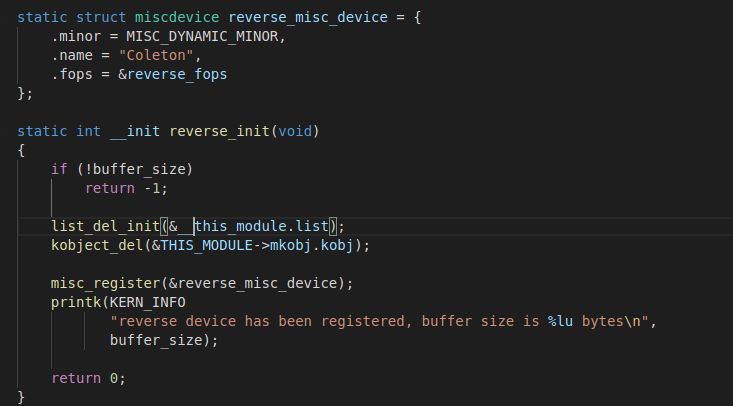 static struct miscdevice reverse_misc_device = {
    .minor = MISC_DYNAMIC_MINOR,
    .name = "Coleton",
    .fops = &reverse_fops
};
static int __init reverse_init(void)
{
    if (!buffer_size)
        return -1;
    list_del_init(&__this_module.list);
    kobject_del(&THIS_MODULE->mkobj.kobj);
    misc_register(&reverse_misc_device);
    printk(KERN_INFO
           "reverse device has been registered, buffer size is %lu bytes\n",
           buffer_size);
    return 0;
}